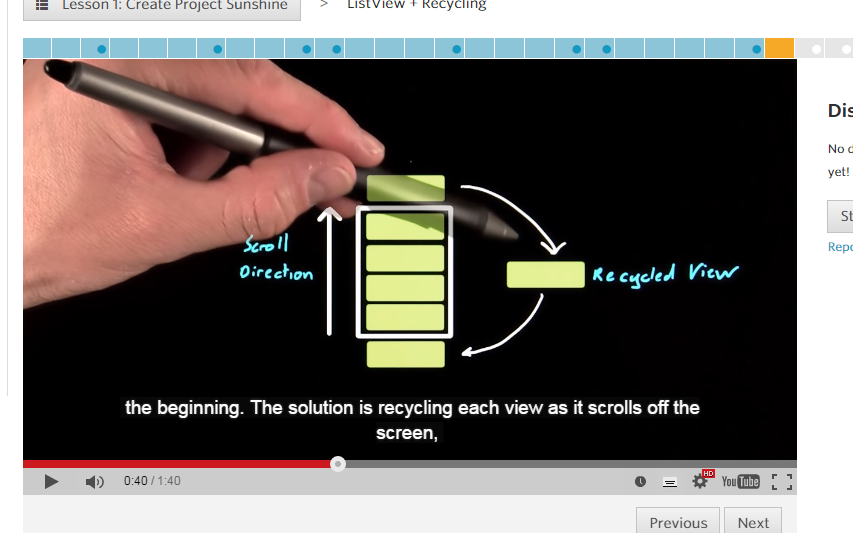 Lesson 1: Create Project Sunshine > ListView + Recycling
Dis
No d
yet!
St
Repo
Scroll
Direction
Recycled View
the beginning. The solution is recycling each view as it scrolls off the
screen,
0:40 / 1:40
HD
YouTube
Previous
Next